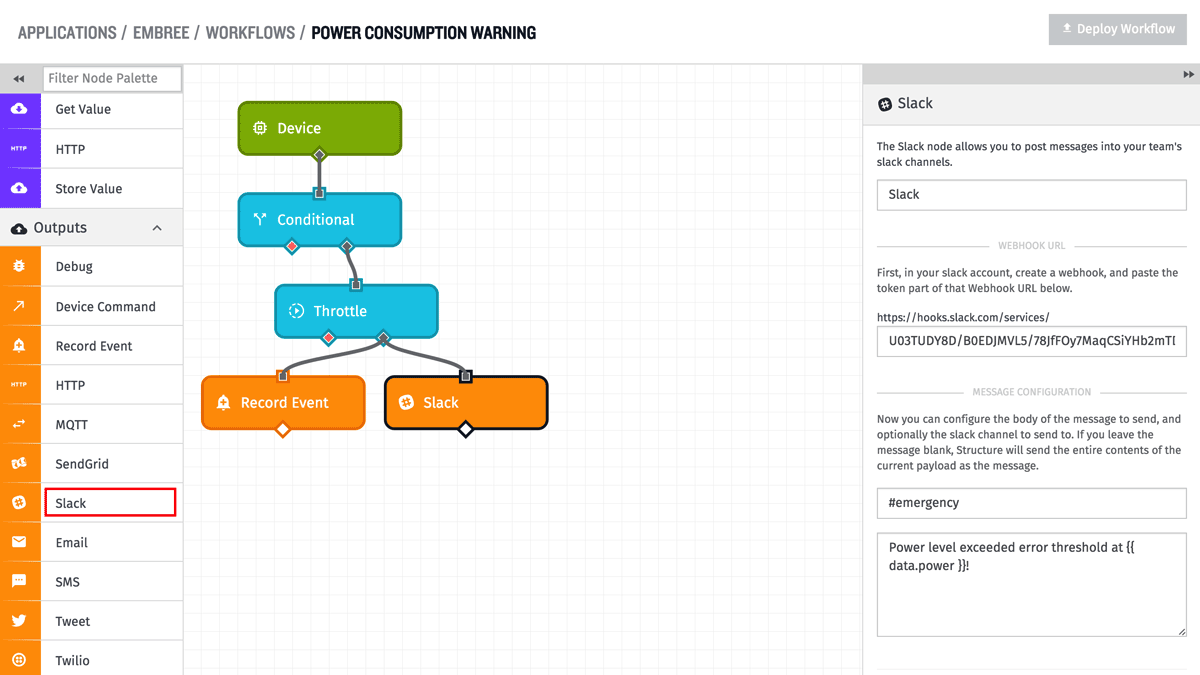 APPLICATIONS / EMBREE / WORKFLOWS / POWER CONSUMPTION WARNING
Deploy Workflow
Filter Node Palette
Get Value
HTTP
HTTP
Store Value
Outputs
Debug
Device Command
Record Event
HTTP
HTTP
MQTT
SendGrid
Slack
Email
SMS
Tweet
Twilio
Device
Conditional
Throttle
Record Event
Slack
Slack
The Slack node allows you to post messages into your team's
slack channels.
Slack
WEBHOOK URL
First, in your slack account, create a webhook, and paste the
token part of that Webhook URL below.
https://hooks.slack.com/services/
U03TUDY8D/B0EDJMVL5/78JfFOy7MaqCSiYHb2mTI
MESSAGE CONFIGURATION
Now you can configure the body of the message to send, and
optionally the slack channel to send to. If you leave the
message blank, Structure will send the entire contents of the
current payload as the message.
#emergency
Power level exceeded error threshold at {{
data.power }}!